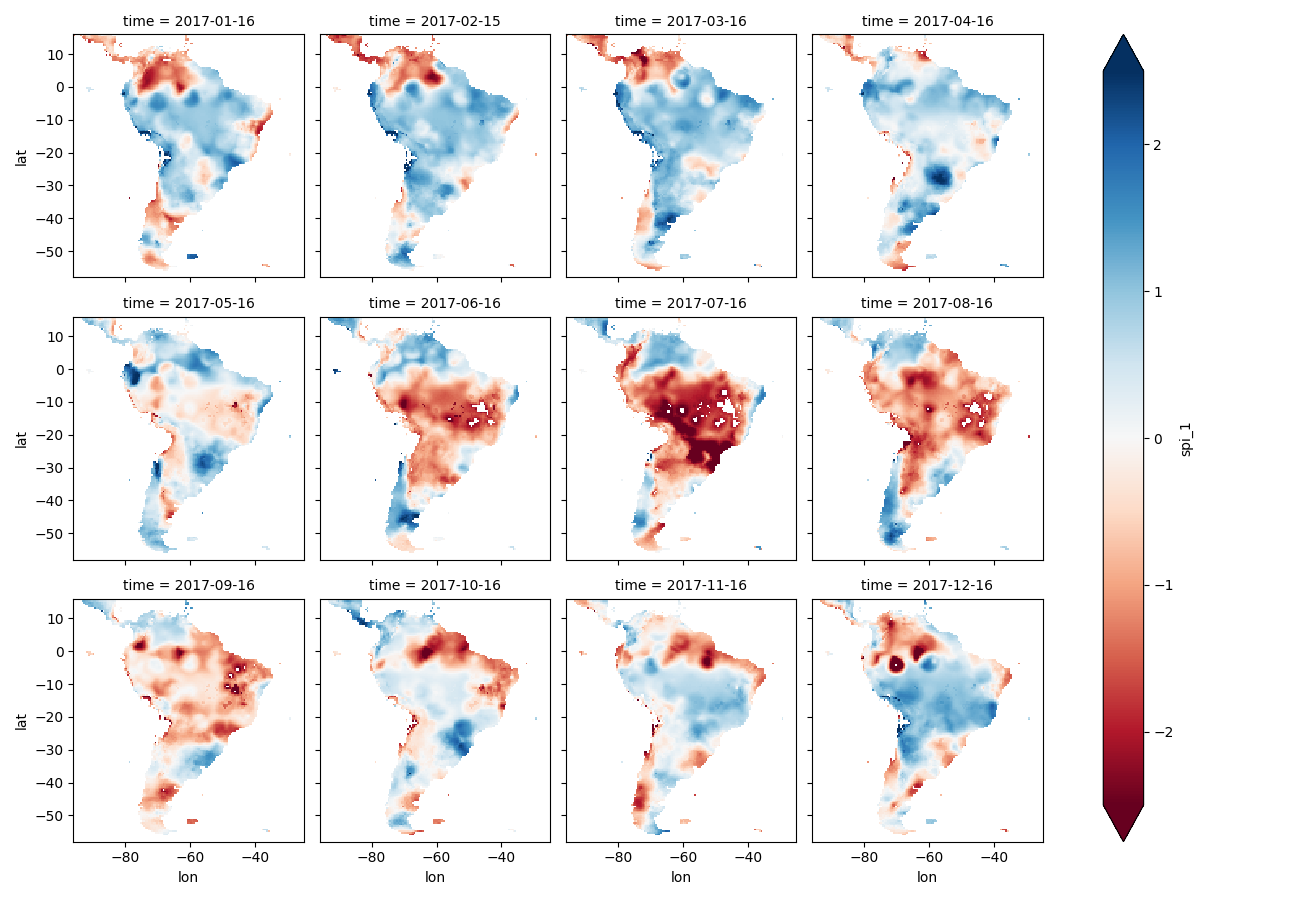 time = 2017-01-16
time = 2017-02-15
time = 2017-03-16
time = 2017-04-16
10
0
−10
−20
−30
−40
−50
lat
time = 2017-05-16
time = 2017-06-16
time = 2017-07-16
time = 2017-08-16
10
0
−10
−20
−30
−40
−50
lat
time = 2017-09-16
time = 2017-10-16
time = 2017-11-16
time = 2017-12-16
10
0
−10
−20
−30
−40
−50
lat
−80
−60
−40
−80
−60
−40
−80
−60
−40
−80
−60
−40
lon
lon
lon
lon
2
1
0
−1
−2
spi_1